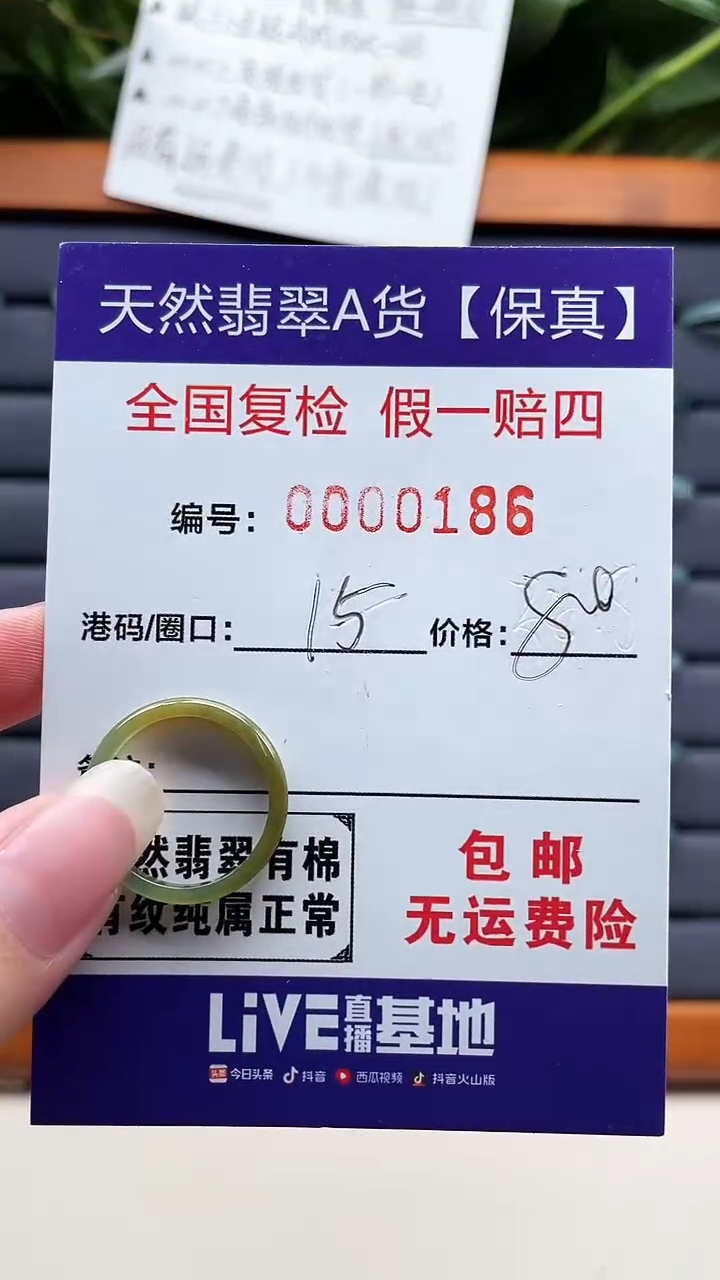 天然翡翠A货【保真】
全国复检 假一赔四
编号：0000186
港码/圈口：15 价格：80
然翡翠有棉
有纹纯属正常
包邮
无运费险
LiVE直播基地
今日头条 抖音 西瓜视频 抖音火山版